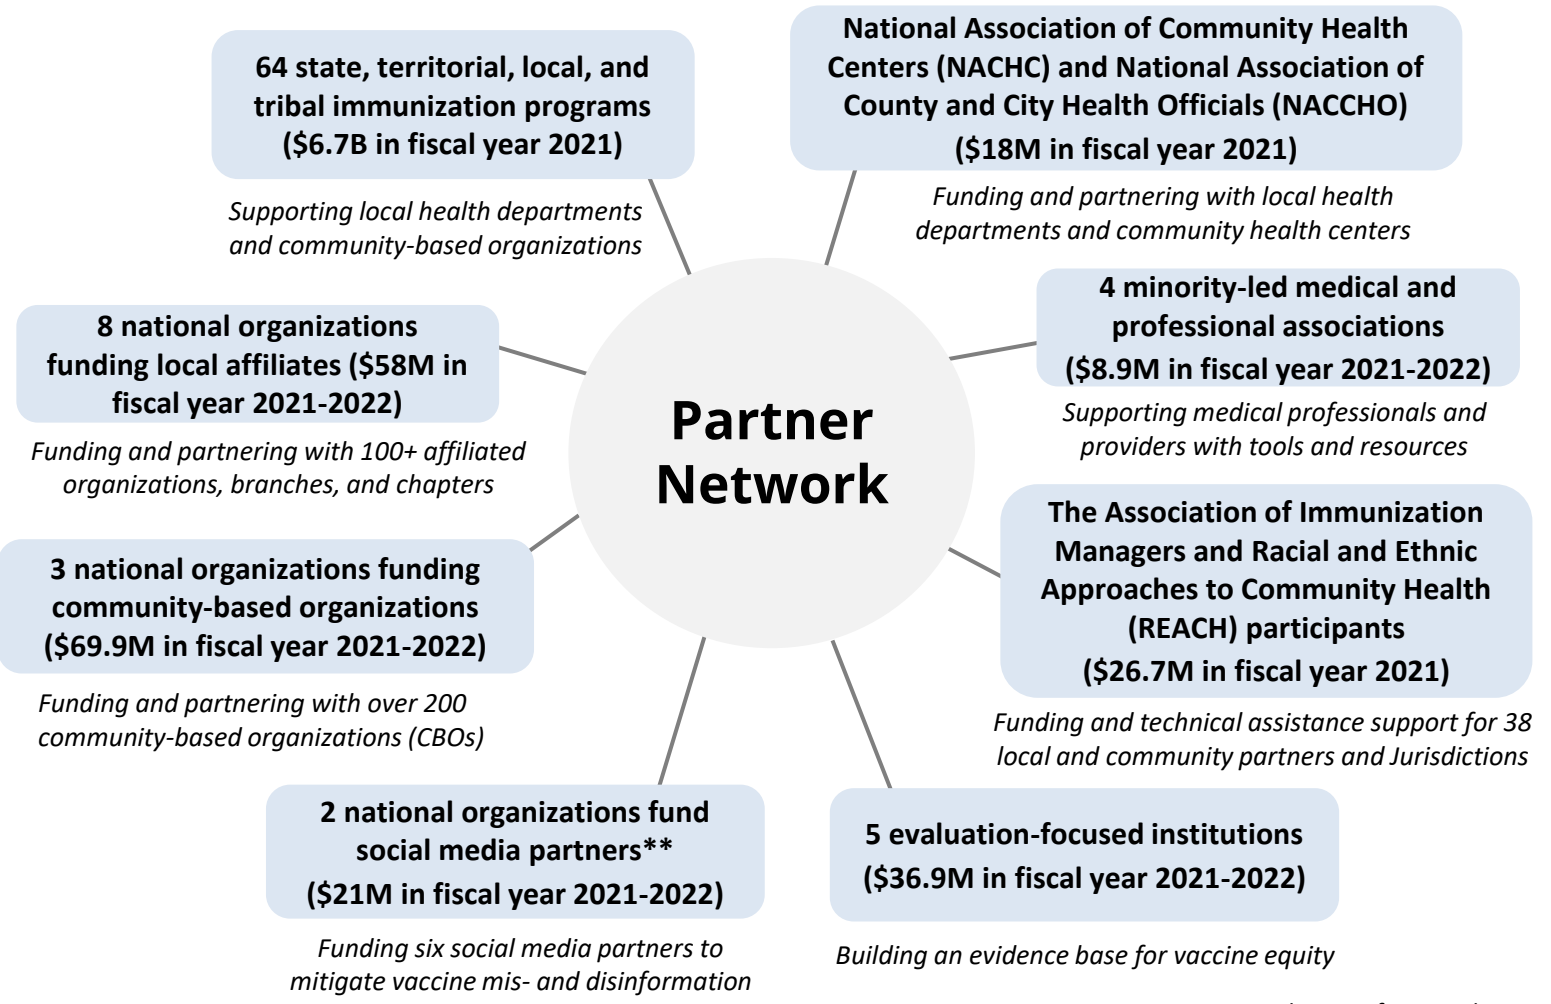 64 state, territorial, local, and
tribal immunization programs
($6.7B in fiscal year 2021)
Supporting local health departments
and community-based organizations
National Association of Community Health
Centers (NACHC) and National Association of
County and City Health Officials (NACCHO)
($18M in fiscal year 2021)
Funding and partnering with local health
departments and community health centers
8 national organizations
funding local affiliates ($58M in
fiscal year 2021-2022)
Funding and partnering with 100+ affiliated
organizations, branches, and chapters
4 minority-led medical and
professional associations
($8.9M in fiscal year 2021-2022)
Supporting medical professionals and
providers with tools and resources
Partner
Network
3 national organizations funding
community-based organizations
($69.9M in fiscal year 2021-2022)
Funding and partnering with over 200
community-based organizations (CBOs)
The Association of Immunization
Managers and Racial and Ethnic
Approaches to Community Health
(REACH) participants
($26.7M in fiscal year 2021)
Funding and technical assistance support for 38
local and community partners and Jurisdictions
2 national organizations fund
social media partners**
($21M in fiscal year 2021-2022)
Funding six social media partners to
mitigate vaccine mis- and disinformation
5 evaluation-focused institutions
($36.9M in fiscal year 2021-2022)
Building an evidence base for vaccine equity